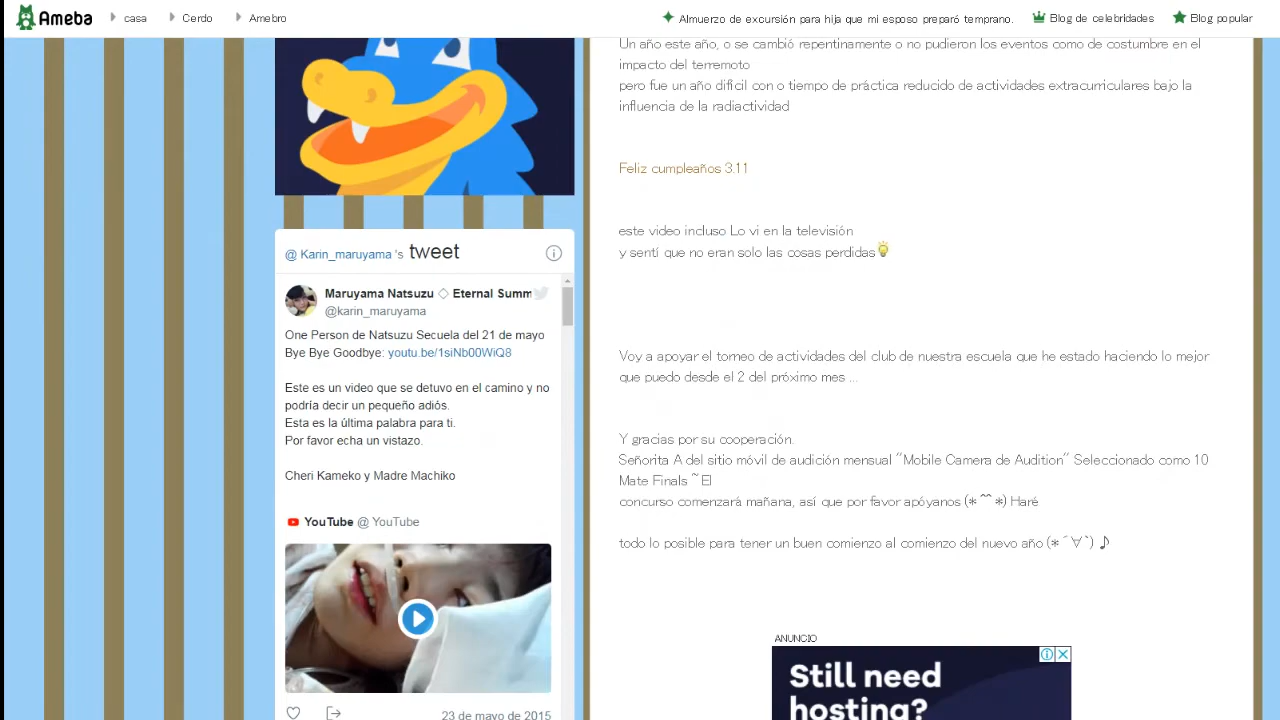 Ameba casa Cerdo Amebro Almuerzo de excursión para hija que mi esposo preparó temprano. Blog de celebridades Blog popular
@ Karin_maruyama 's tweet
Maruyama Natsuzu ◇ Eternal Summ
@karin_maruyama
One Person de Natsuzu Secuela del 21 de mayo
Bye Bye Goodbye: youtu.be/1siNb00WiQ8
Este es un video que se detuvo en el camino y no
podría decir un pequeño adiós.
Esta es la última palabra para ti.
Por favor echa un vistazo.
Cheri Kameko y Madre Machiko
YouTube @ YouTube
23 de mayo de 2015
Un año este año, o se cambió repentinamente o no pudieron los eventos como de costumbre en el
impacto del terremoto
pero fue un año difícil con o tiempo de práctica reducido de actividades extracurriculares bajo la
influencia de la radiactividad
Feliz cumpleaños 3.11
este video incluso Lo vi en la televisión
y sentí que no eran solo las cosas perdidas
Voy a apoyar el torneo de actividades del club de nuestra escuela que he estado haciendo lo mejor
que puedo desde el 2 del próximo mes ...
Y gracias por su cooperación.
Señorita A del sitio móvil de audición mensual "Mobile Camera de Audition" Seleccionado como 10
Mate Finals ~ El
concurso comenzará mañana, así que por favor apóyanos (* ^^ *) Haré
todo lo posible para tener un buen comienzo al comienzo del nuevo año (* ´∀`) ♪
ANUNCIO
Still need
hosting?